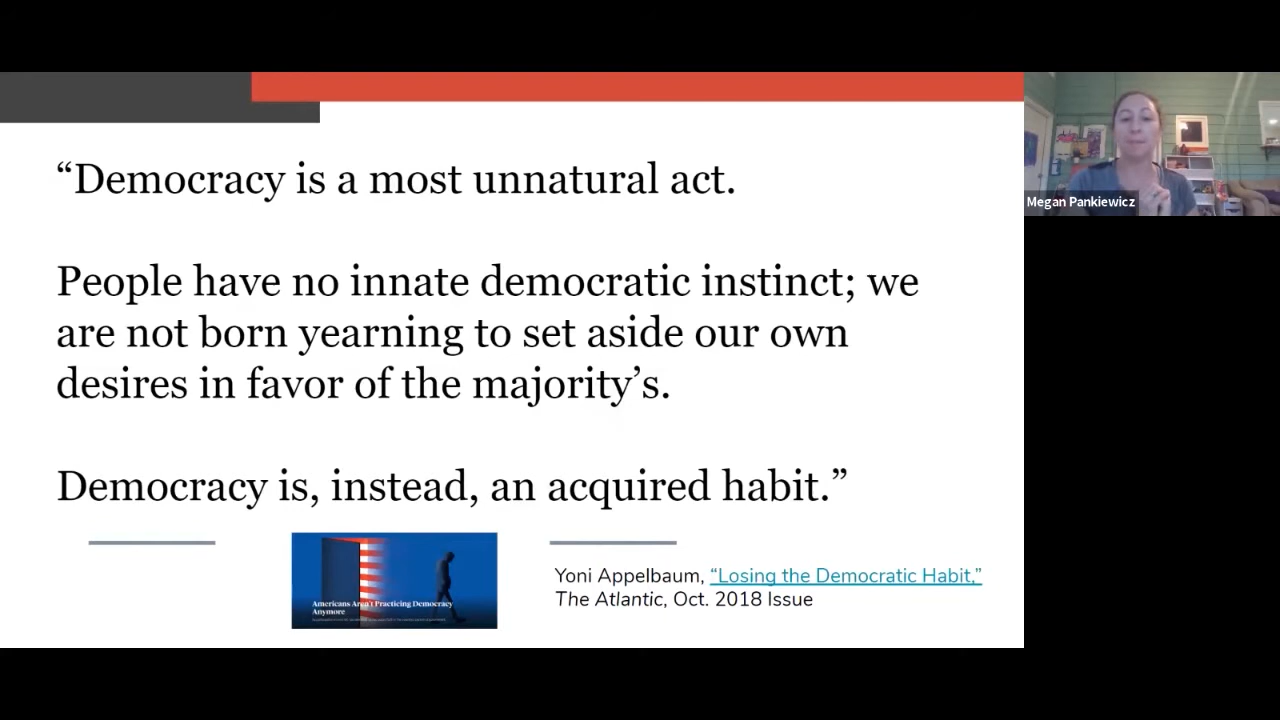 “Democracy is a most unnatural act.
People have no innate democratic instinct; we
are not born yearning to set aside our own
desires in favor of the majority’s.
Democracy is, instead, an acquired habit.”
Americans Aren’t Practicing Democracy
Anymore
Yoni Appelbaum, “Losing the Democratic Habit,”
The Atlantic, Oct. 2018 Issue
Megan Pankiewicz